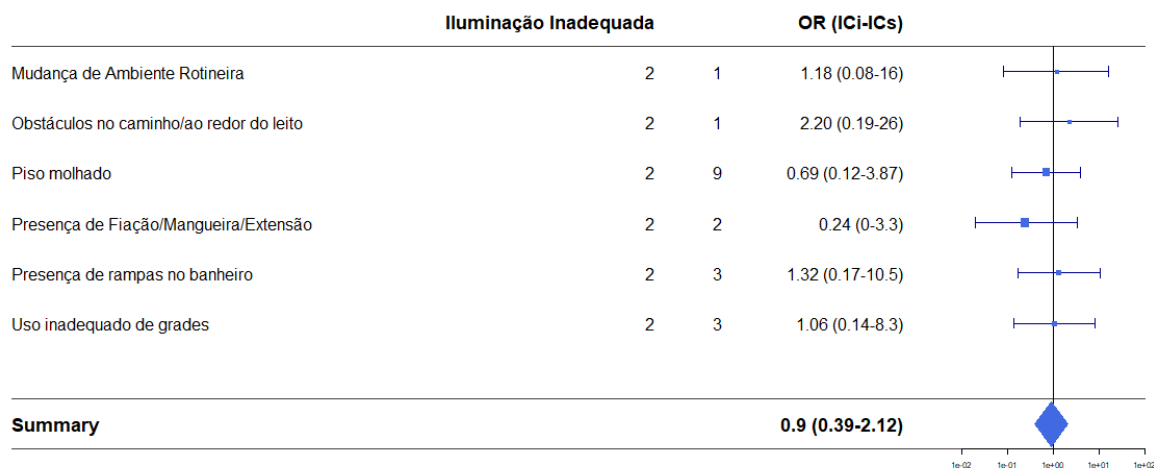 Iluminação Inadequada OR (ICi-ICs)
Mudança de Ambiente Rotineira 2 1 1.18 (0.08-16)
Obstáculos no caminho/ao redor do leito 2 1 2.20 (0.19-26)
Piso molhado 2 9 0.69 (0.12-3.87)
Presença de Fiação/Mangueira/Extensão 2 2 0.24 (0-3.3)
Presença de rampas no banheiro 2 3 1.32 (0.17-10.5)
Uso inadequado de grades 2 3 1.06 (0.14-8.3)
Summary 0.9 (0.39-2.12)
1e-02 1e-01 1e+00 1e+01 1e+02